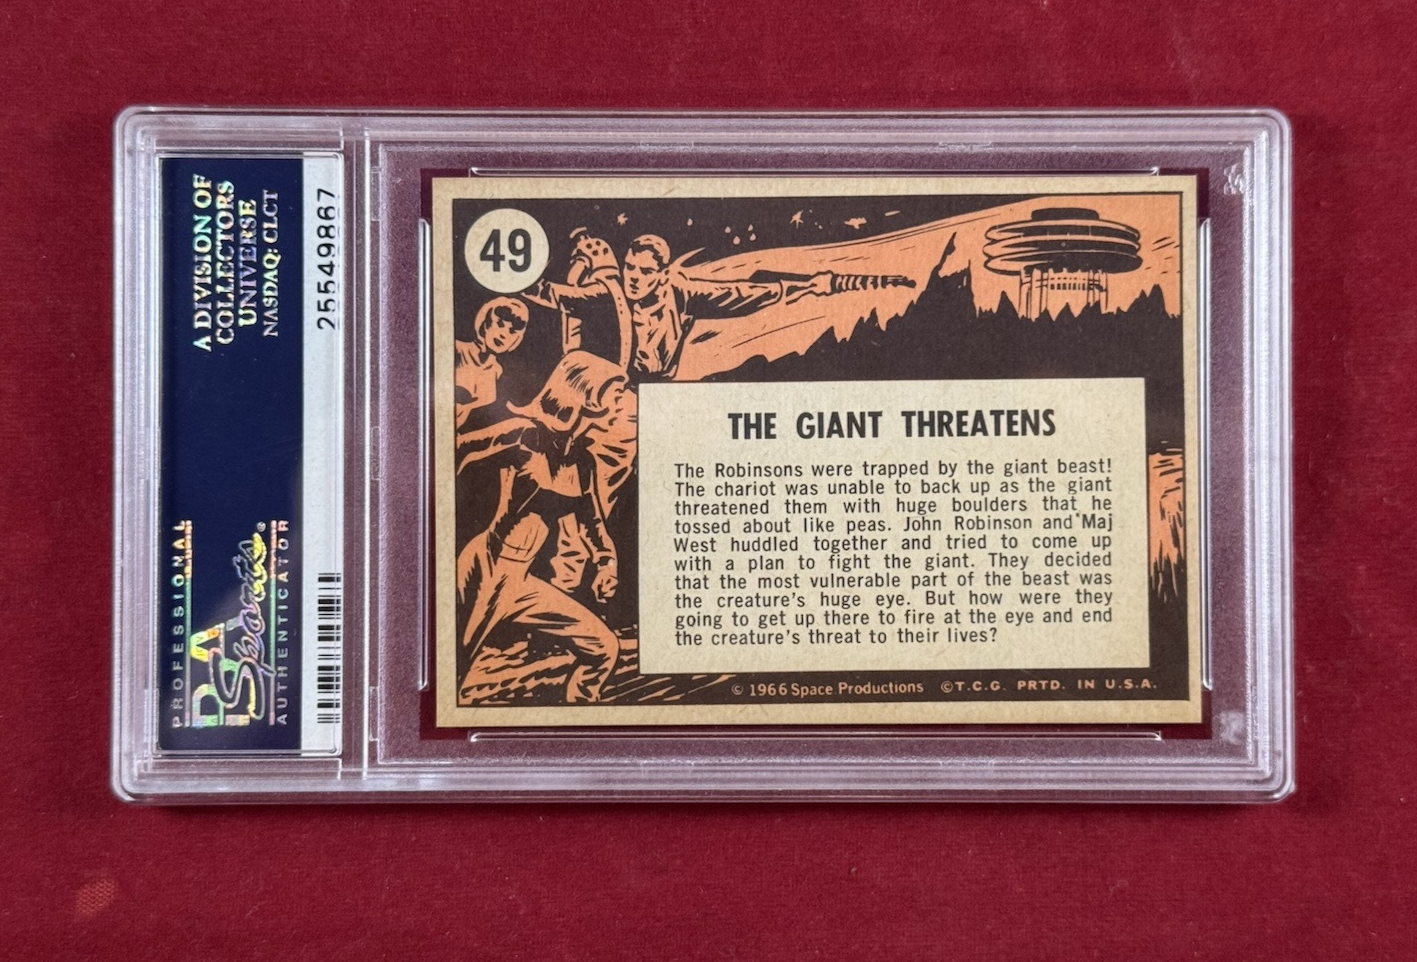 A DIVISION OF
COLLECTORS
UNIVERSE
NASDAQ: CLCT
25549867
PROFESSIONAL
PSA
Sports®
AUTHENTICATOR
49
THE GIANT THREATENS
The Robinsons were trapped by the giant beast!
The chariot was unable to back up as the giant
threatened them with huge boulders that he
tossed about like peas. John Robinson and Maj
West huddled together and tried to come up
with a plan to fight the giant. They decided
that the most vulnerable part of the beast was
the creature's huge eye. But how were they
going to get up there to fire at the eye and end
the creature's threat to their lives?
© 1966 Space Productions ©T.C.G. PRTD. IN U.S.A.